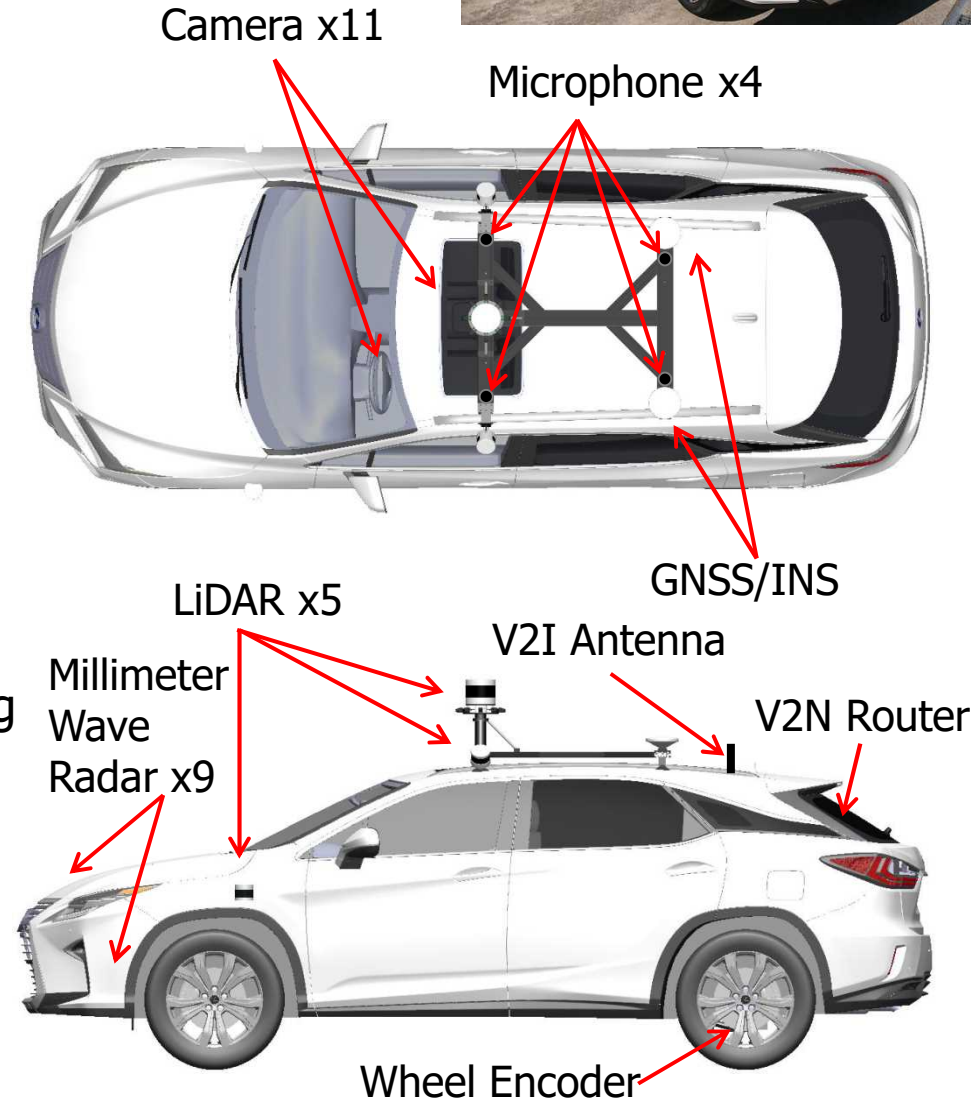 Camera x11
Microphone x4
GNSS/INS
LiDAR x5
V2I Antenna
Millimeter
Wave
Radar x9
g
V2N Router
Wheel Encoder